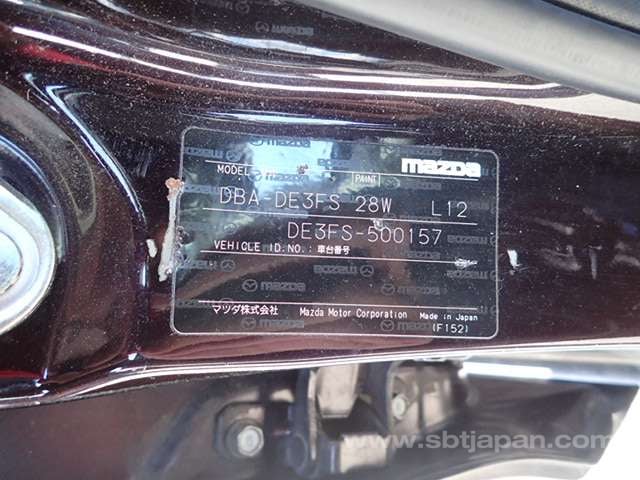 mazda
MODEL PAINT
DBA-DE3FS 28W L12
DE3FS-500157
VEHICLE ID.NO.:車台番号
マツダ株式会社 Mazda Motor Corporation Made in Japan
(F152)
www.sbtjapan.com